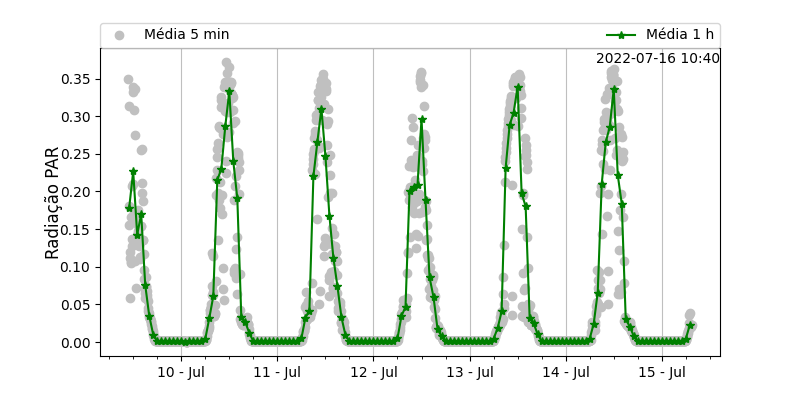 Média 5 min
Média 1 h
2022-07-16 10:40
Radiação PAR
0.35
0.30
0.25
0.20
0.15
0.10
0.05
0.00
10 - Jul
11 - Jul
12 - Jul
13 - Jul
14 - Jul
15 - Jul